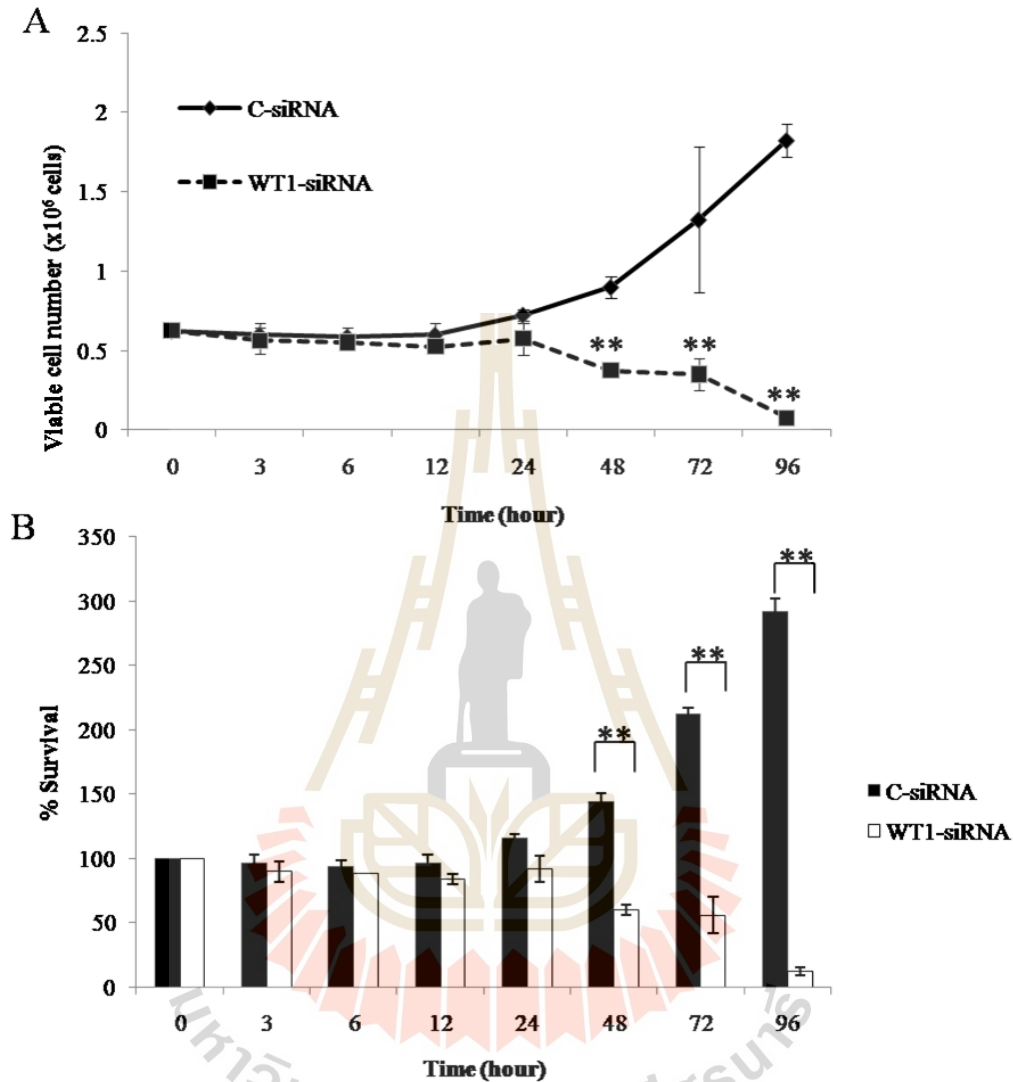 A
2.5
2
1.5
1
0.5
0
Viable cell number (x10⁶ cells)
C-siRNA
WT1-siRNA
**
**
**
0 3 6 12 24 48 72 96
Time (hour)
B
350
300
250
200
150
100
50
0
% Survival
**
**
**
C-siRNA
WT1-siRNA
0 3 6 12 24 48 72 96
Time (hour)